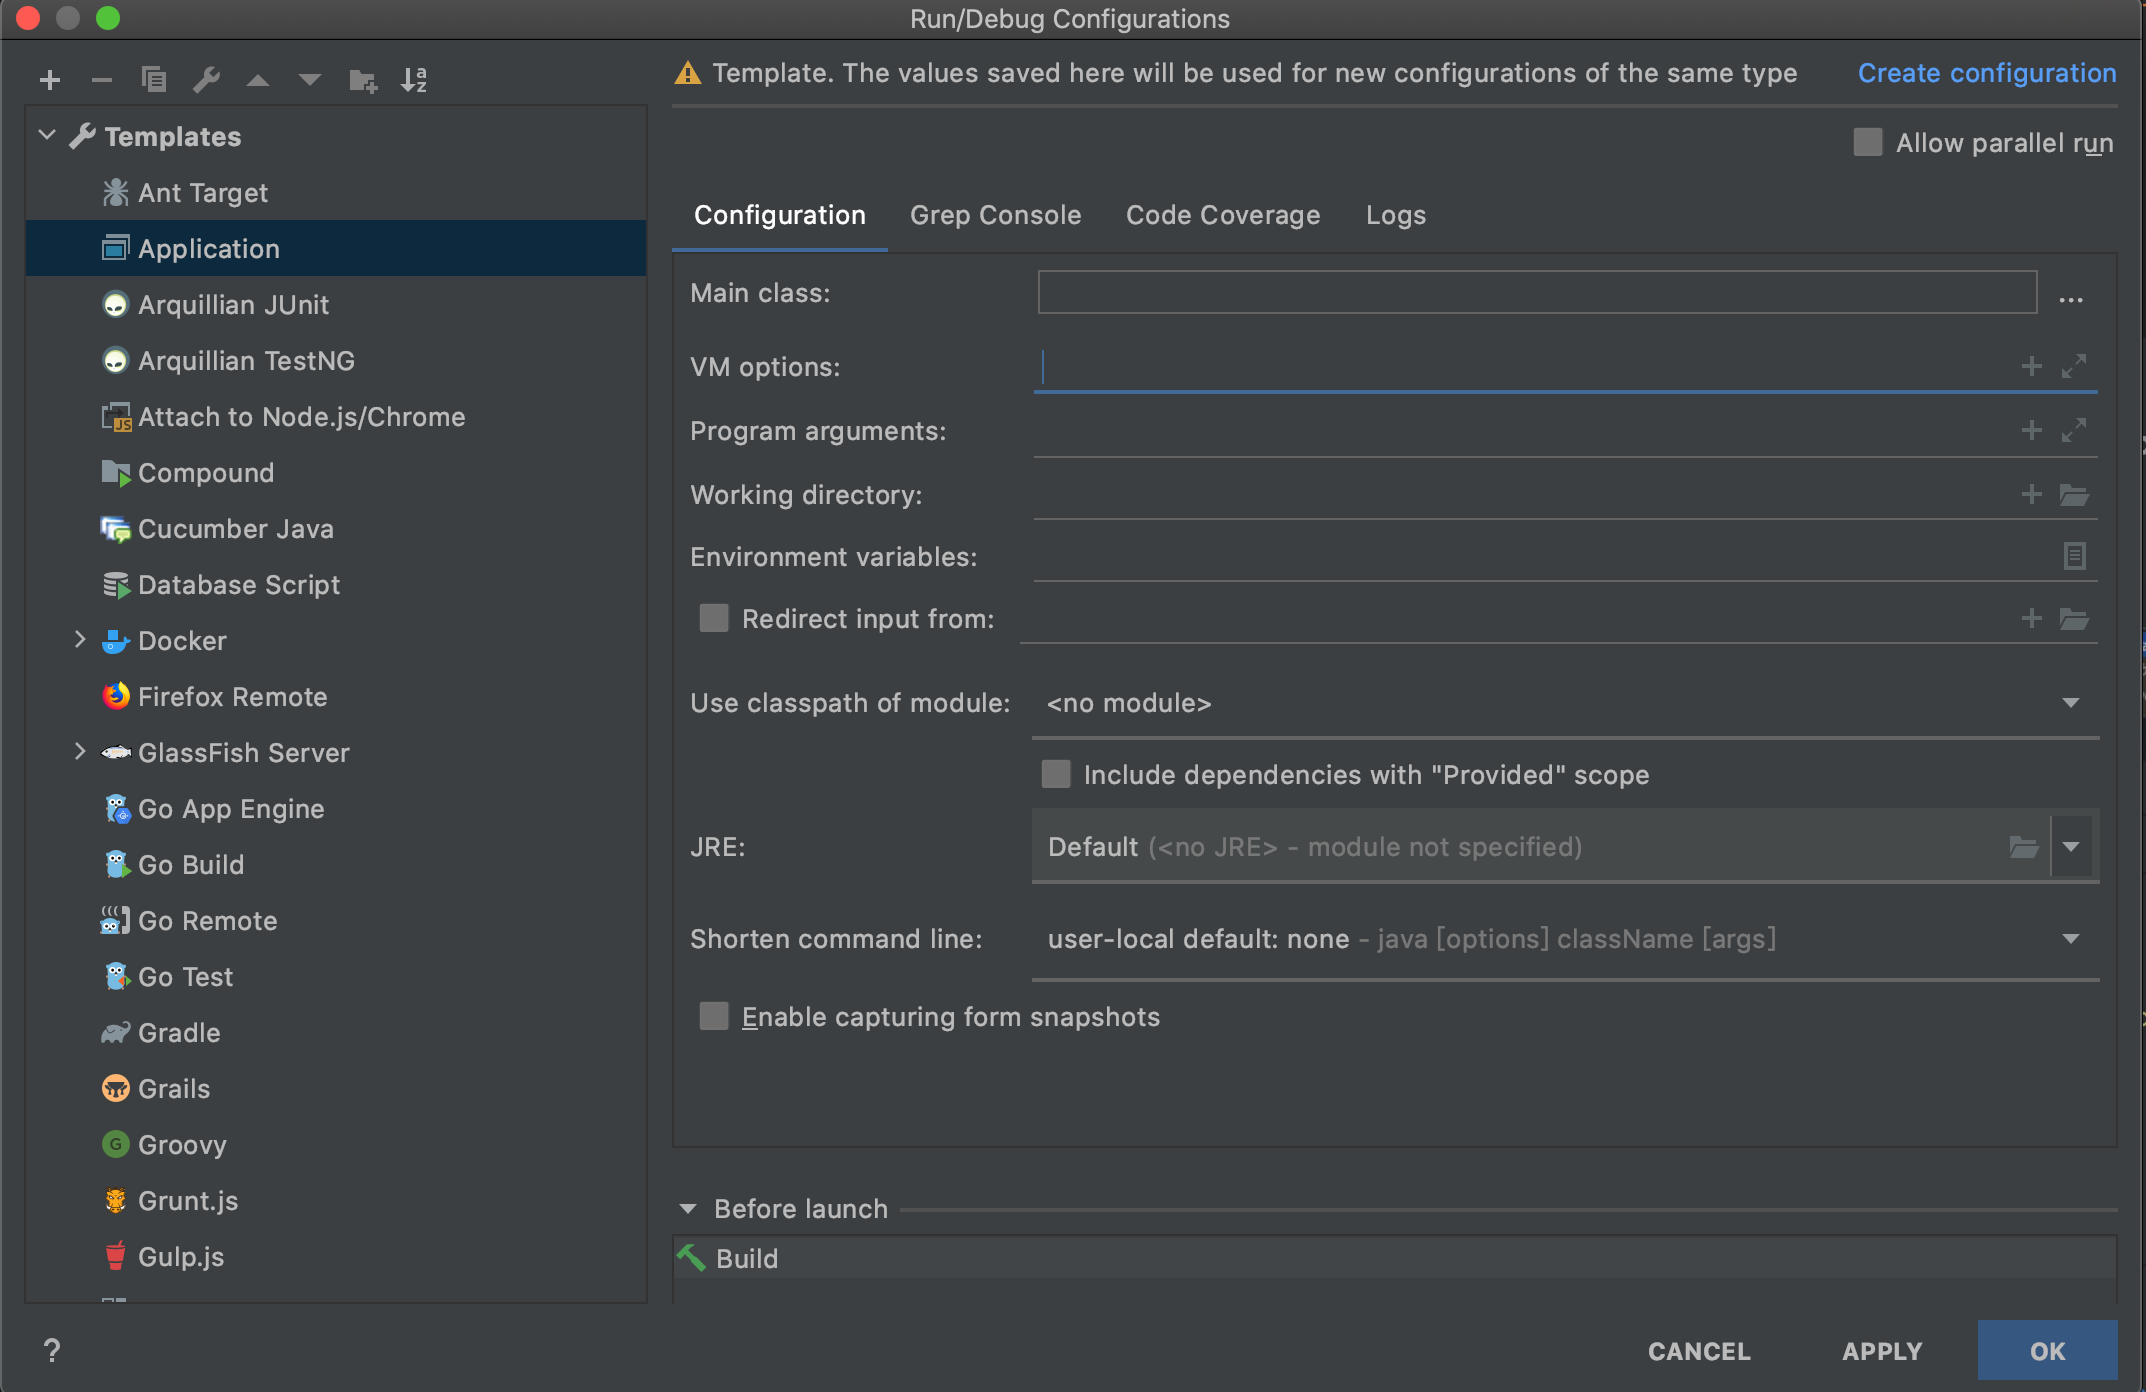 Run/Debug Configurations
Template. The values saved here will be used for new configurations of the same type
Create configuration
Allow parallel run
Templates
Ant Target
Application
Arquillian JUnit
Arquillian TestNG
Attach to Node.js/Chrome
Compound
Cucumber Java
Database Script
Docker
Firefox Remote
GlassFish Server
Go App Engine
Go Build
Go Remote
Go Test
Gradle
Grails
Groovy
Grunt.js
Gulp.js
Configuration Grep Console Code Coverage Logs
Main class:
...
VM options:
Program arguments:
Working directory:
Environment variables:
Redirect input from:
Use classpath of module: <no module>
Include dependencies with "Provided" scope
JRE: Default (<no JRE> - module not specified)
Shorten command line: user-local default: none - java [options] className [args]
Enable capturing form snapshots
Before launch
Build
?
CANCEL APPLY OK